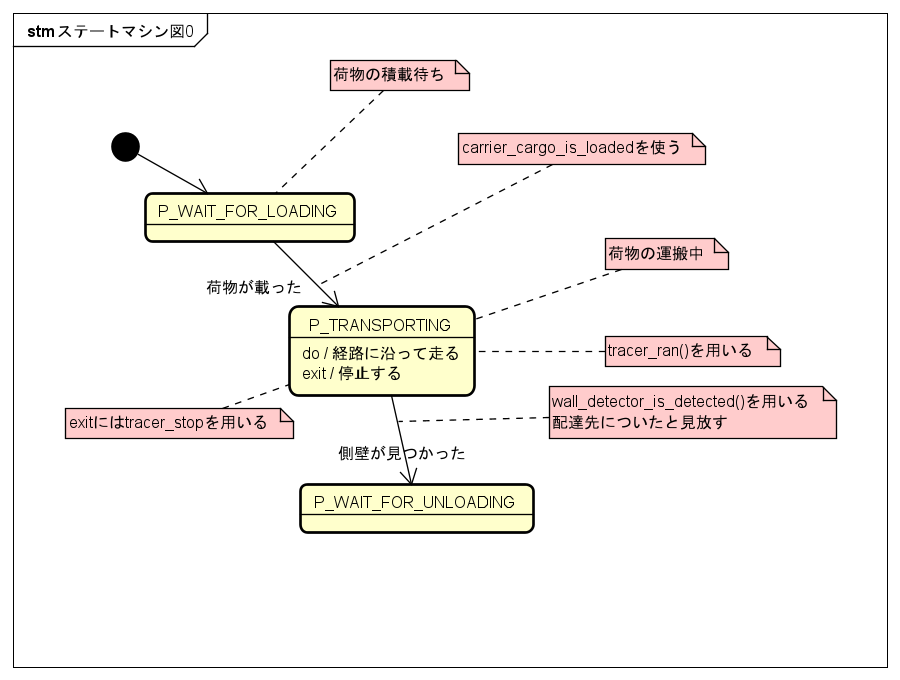 stm ステートマシン図0
荷物の積載待ち
carrier_cargo_is_loadedを使う
P_WAIT_FOR_LOADING
荷物の運搬中
荷物が載った
P_TRANSPORTING
do / 経路に沿って走る
exit / 停止する
tracer_ran()を用いる
exitにはtracer_stopを用いる
wall_detector_is_detected()を用いる
配達先についたと見放す
側壁が見つかった
P_WAIT_FOR_UNLOADING